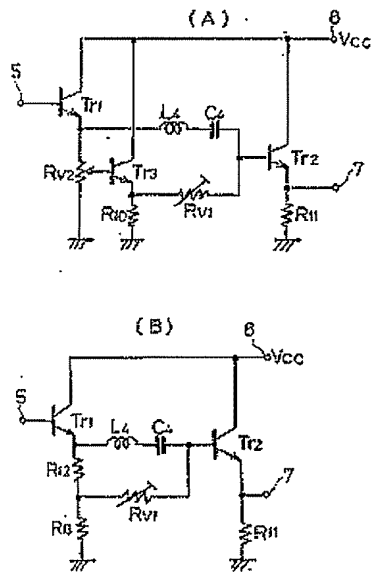 (A)
8
Vcc
5
Tr1
L4
C4
Tr2
7
Rv2
Tr3
R10
Rv1
R11
(B)
6
Vcc
5
Tr1
L4
C4
Tr2
R12
7
Rv1
R13
R11